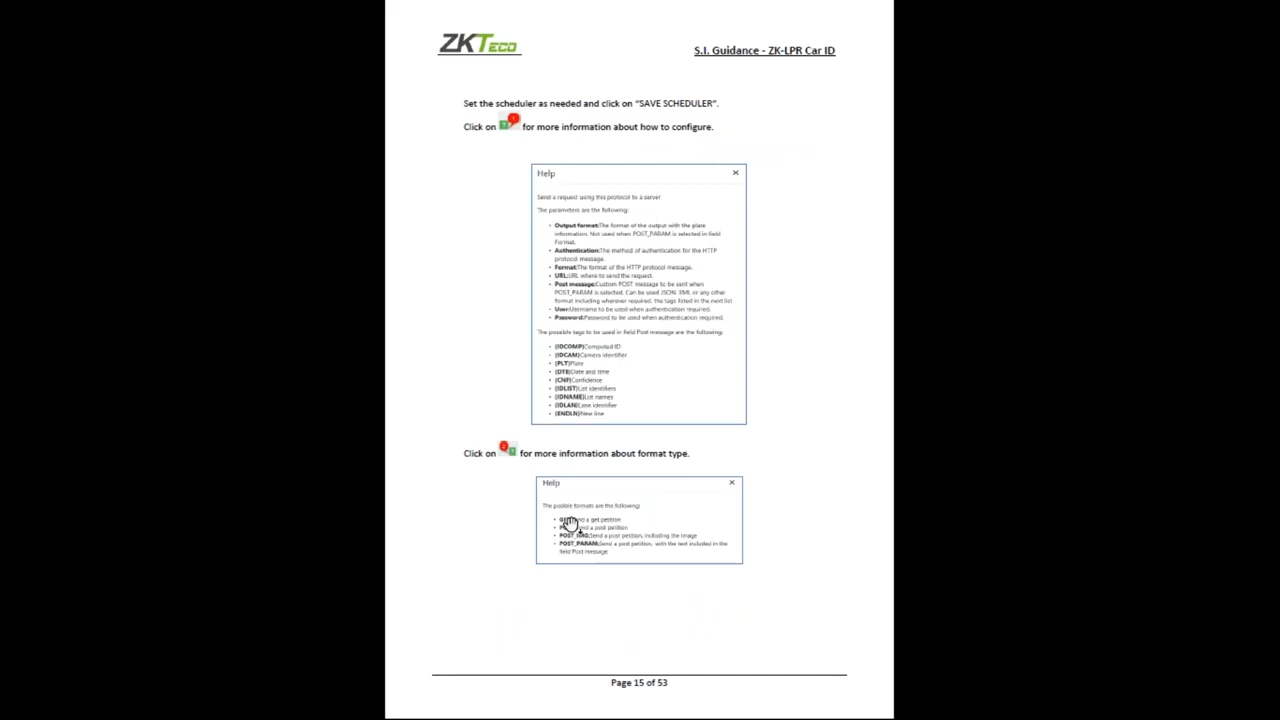 ZKTECO
S.I. Guidance - ZK-LPR Car ID
Set the scheduler as needed and click on “SAVE SCHEDULER”.
Click on for more information about how to configure.
Help
Send a request using this protocol to a server
The parameters are the following:
• Output format:The format of the output with the plate
information. Not used when POST_PARAM is selected in field
Format.
• Authentication:The method of authentication for the HTTP
protocol message.
• Format:The format of the HTTP protocol message.
• URL:URL where to send the request.
• Post message:Custom POST message to be sent when
POST_PARAM is selected. Can be used JSON, XML or any other
format including wherever required, the tags listed in the next list.
• User:Username to be used when authentication required.
• Password:Password to be used when authentication required.
The possible tags to be used in field Post message are the following:
• (IDCOMP)Computed ID
• (IDCAM)Camera identifier
• (PLT)Plate
• (DTE)Date and time
• (CNF)Confidence
• (IDLIST)List identifiers
• (IDNAME)List names
• (IDLAN)Lane identifier
• (ENDLN)New line
Click on for more information about format type.
Help
The posible formats are the following:
• a get petition
• a post petition
• Send a post petition, including the image
• POST_PARAM:Send a post petition, with the text included in the
field Post message
Page 15 of 53